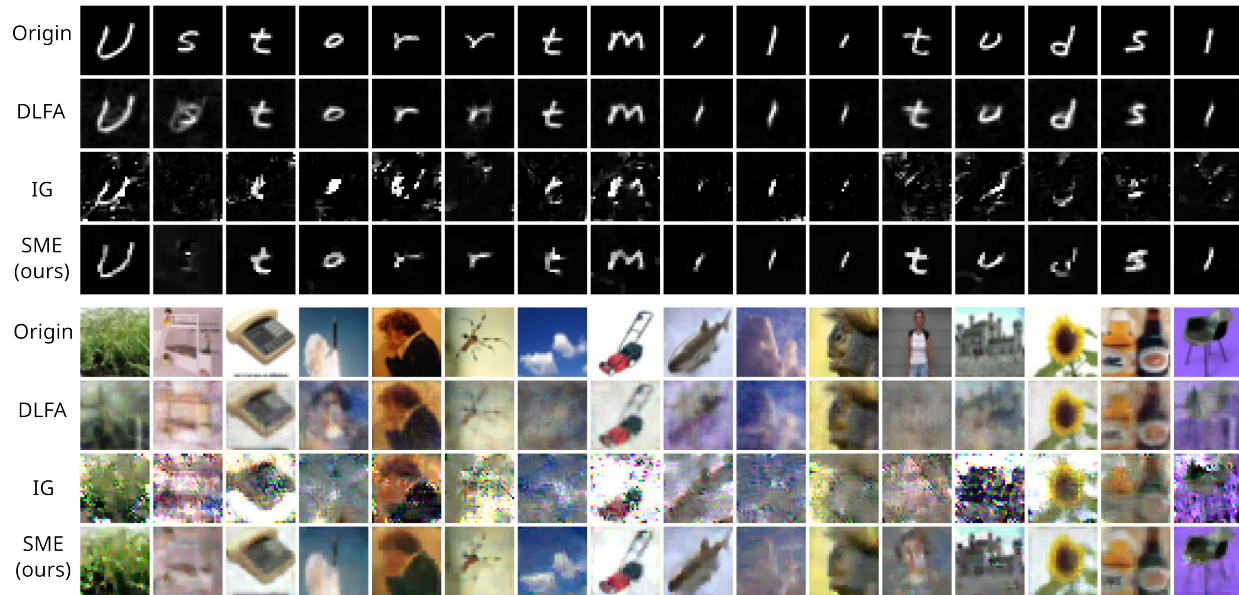 Origin U s t o r r t m l l l t u d s l
DLFA U t o r t m l l l t u d s l
IG
SME
(ours) U t o r r t m l l l t u d s l
Origin
DLFA
IG
SME
(ours)